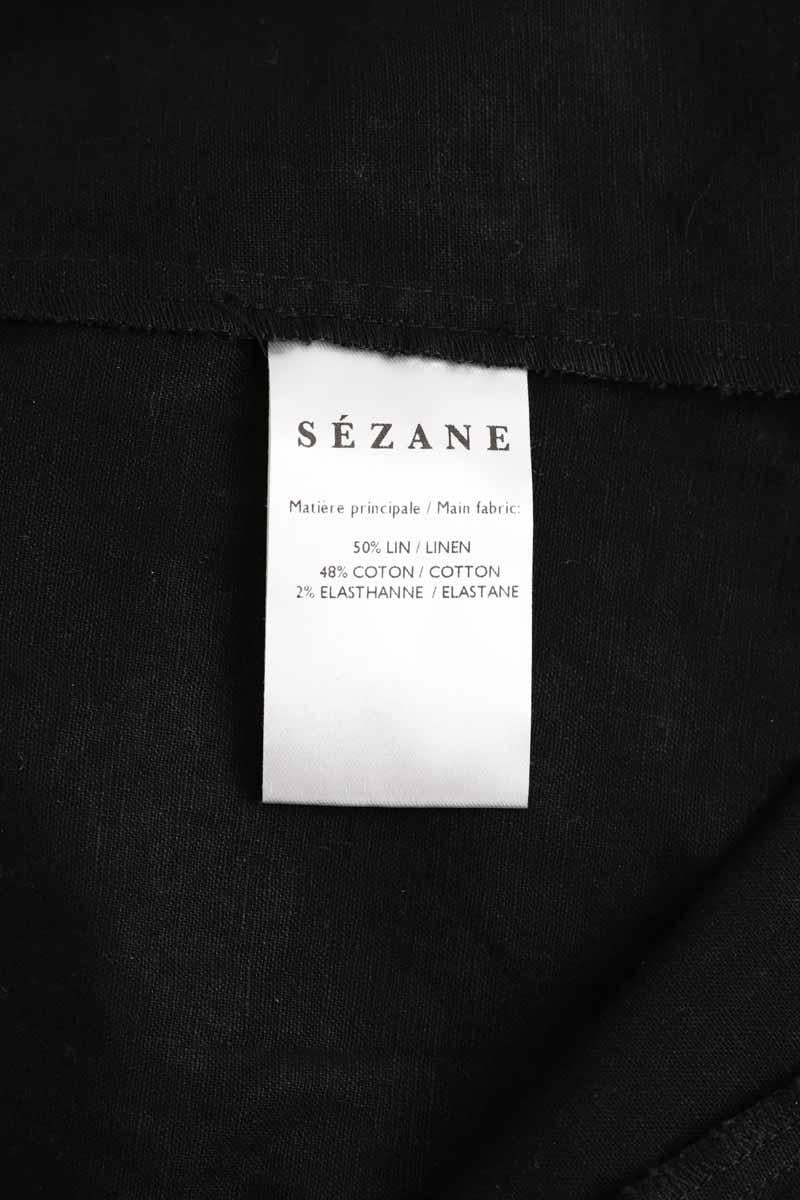 SÉZANE
Matière principale / Main fabric:
50% LIN / LINEN
48% COTON / COTTON
2% ELASTHANNE / ELASTANE